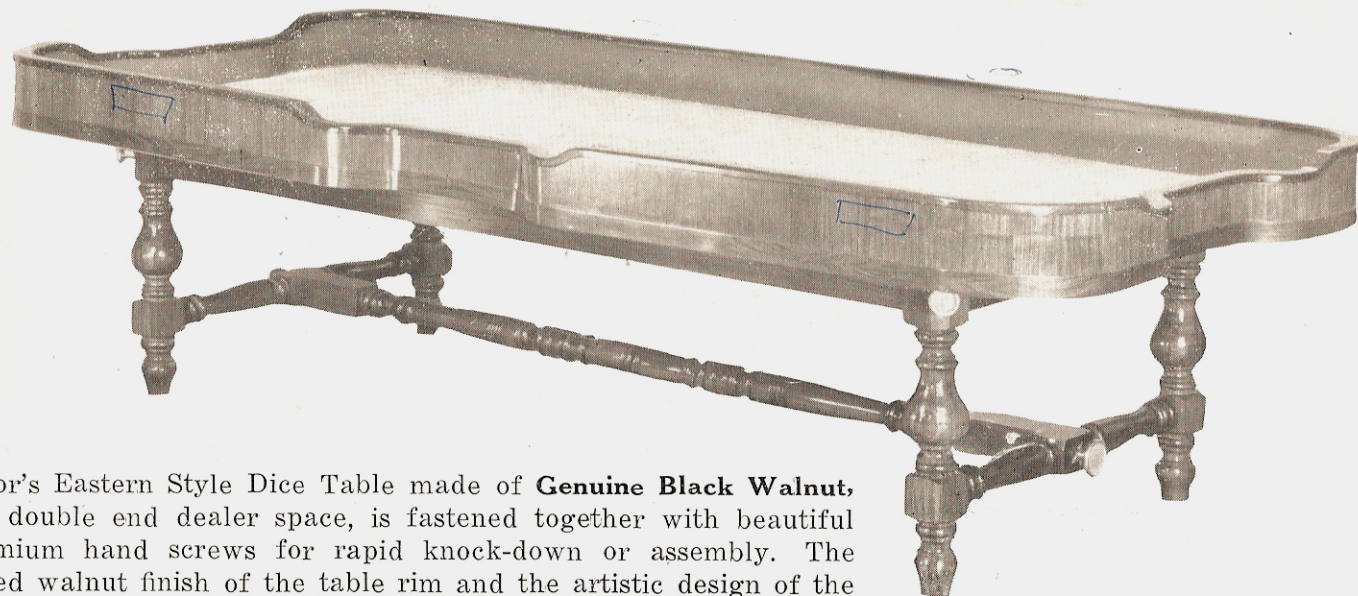 or's Eastern Style Dice Table made of Genuine Black Walnut,
double end dealer space, is fastened together with beautiful
mium hand screws for rapid knock-down or assembly. The
ed walnut finish of the table rim and the artistic design of the